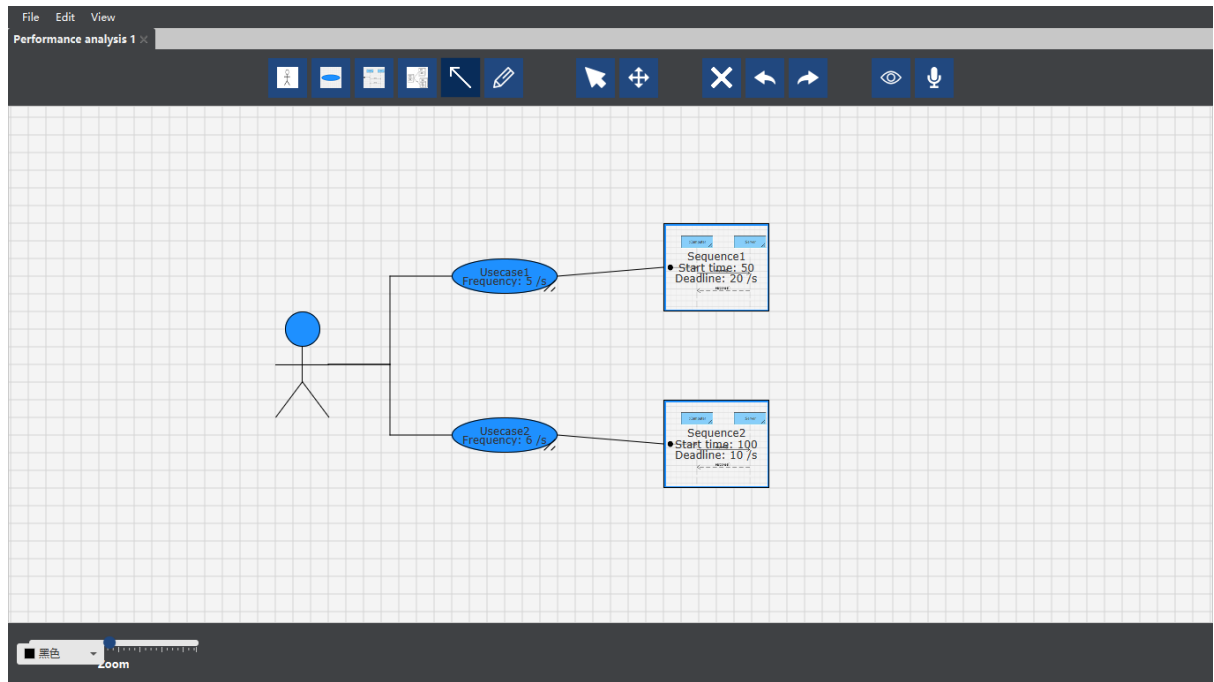 File Edit View
Performance analysis 1
Usecase1
Frequency: 5 /s
Sequence1
Start time: 50
Deadline: 20 /s
Usecase2
Frequency: 6 /s
Sequence2
Start time: 100
Deadline: 10 /s
黑色
Zoom